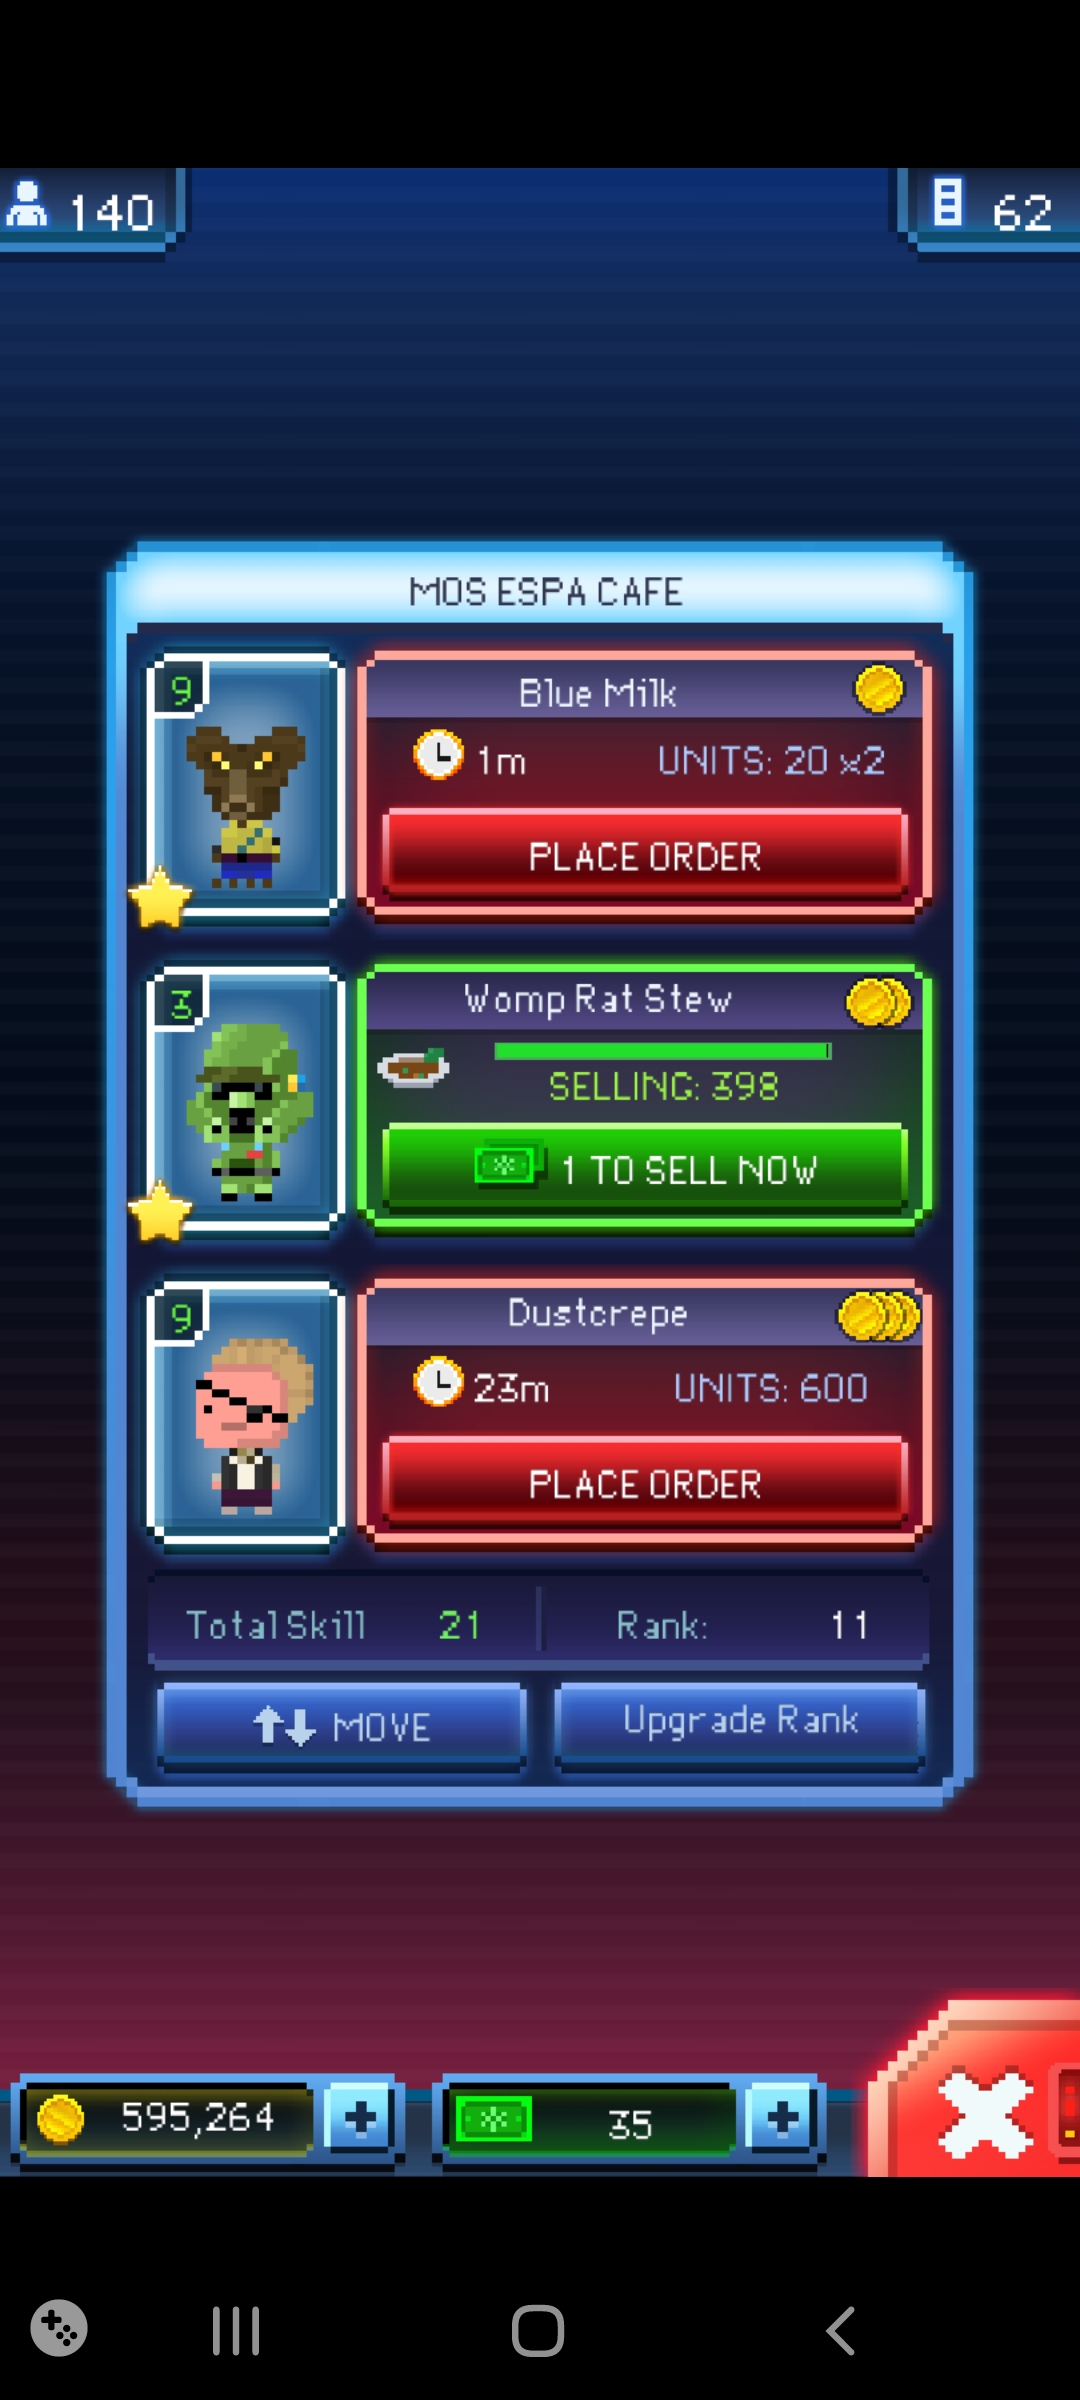 140
62
MOS ESPA CAFE
9
Blue Milk
1m
UNITS: 20 x2
PLACE ORDER
3
Womp Rat Stew
SELLING: 398
1 TO SELL NOW
9
Dustcrepe
23m
UNITS: 600
PLACE ORDER
Total Skill 21
Rank: 11
MOVE
Upgrade Rank
595,264
35